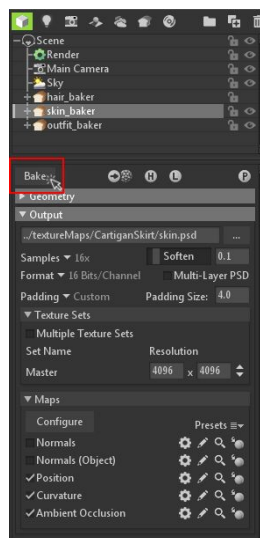 Scene
Render
Main Camera
Sky
hair_baker
skin_baker
outfit_baker
Bake...
H L P
Geometry
Output
../textureMaps/CartiganSkirt/skin.psd ...
Samples 16x Soften 0.1
Format 16 Bits/Channel Multi-Layer PSD
Padding Custom Padding Size: 4.0
Texture Sets
Multiple Texture Sets
Set Name Resolution
Master 4096 x 4096
Maps
Configure Presets
Normals
Normals (Object)
Position
Curvature
Ambient Occlusion